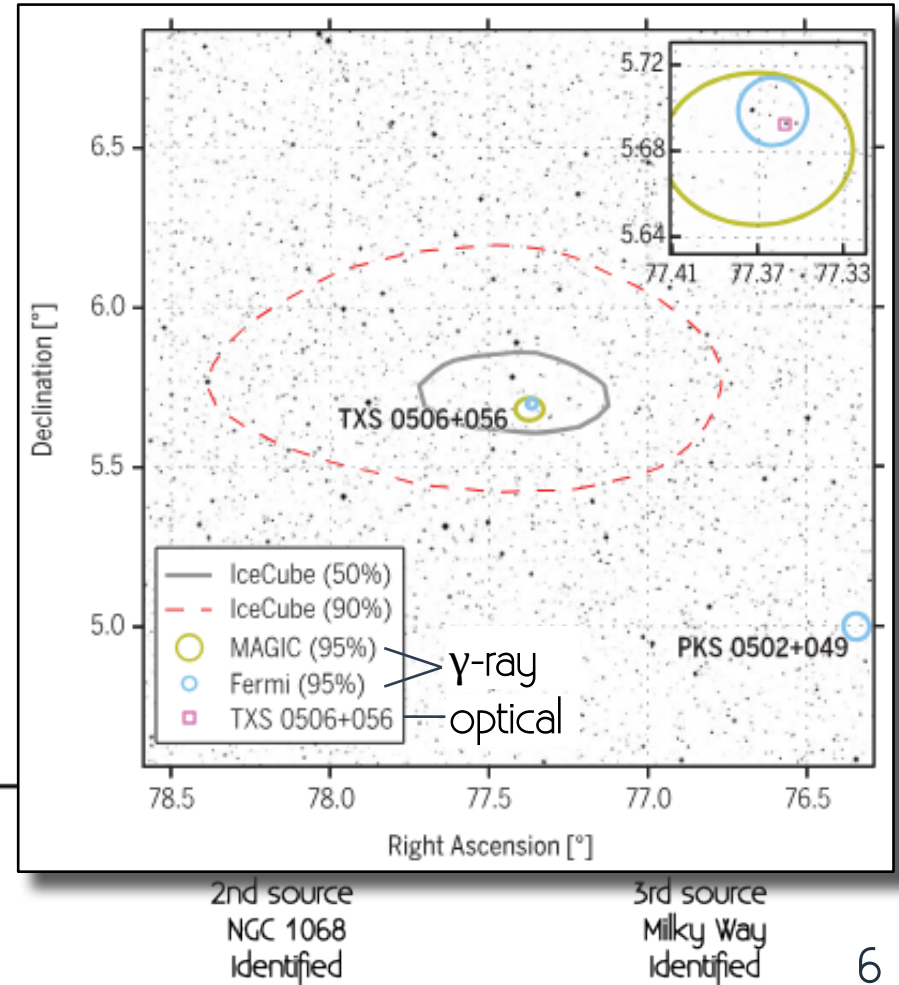 5.72
5.68
5.64
77.41 77.37 77.33
6.5
6.0
5.5
5.0
Declination [°]
TXS 0506+056
PKS 0502+049
IceCube (50%)
IceCube (90%)
MAGIC (95%)
Fermi (95%)
TXS 0506+056
γ-ray
optical
78.5 78.0 77.5 77.0 76.5
Right Ascension [°]
2nd source
NGC 1068
Identified
3rd source
Milky Way
Identified
6